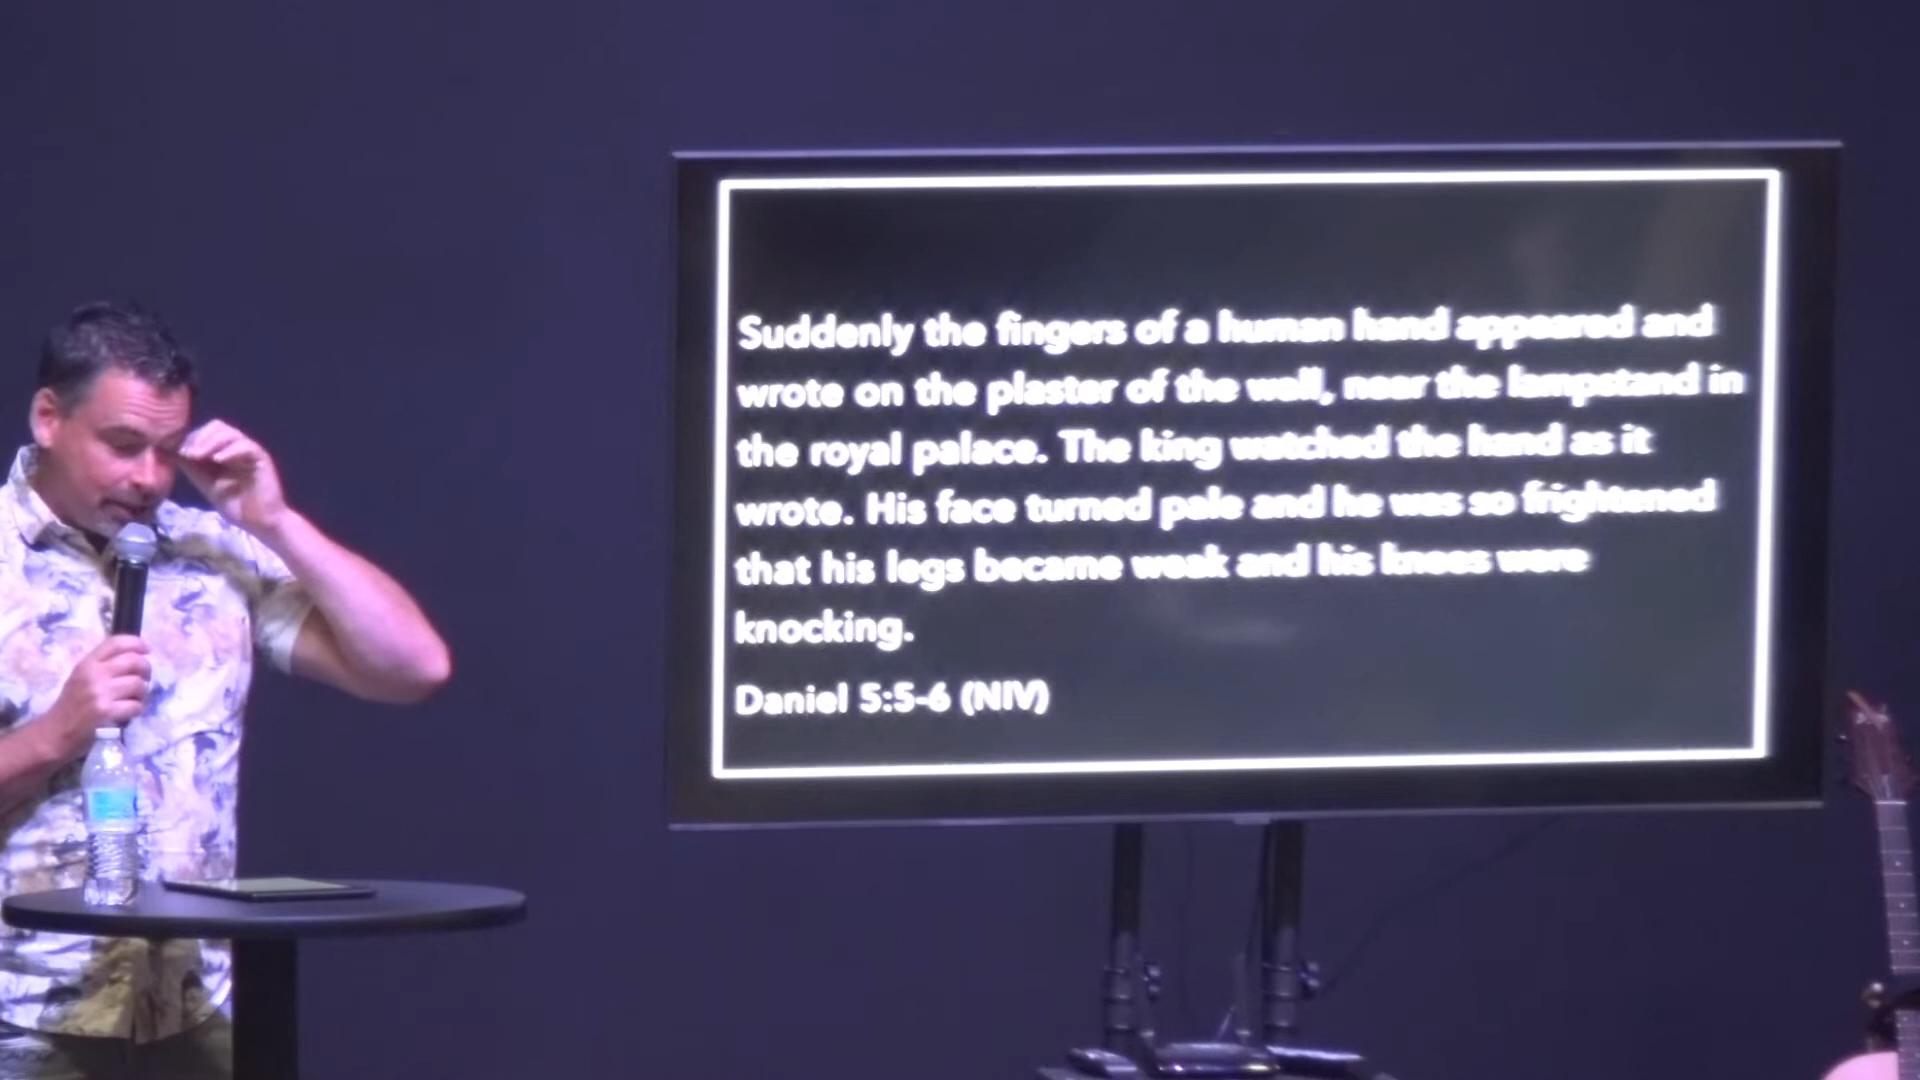 Suddenly the fingers of a human hand appeared and
wrote on the plaster of the wall, near the lampstand in
the royal palace. The king watched the hand as it
wrote. His face turned pale and he was so frightened
that his legs became weak and his knees were
knocking.
Daniel 5:5-6 (NIV)